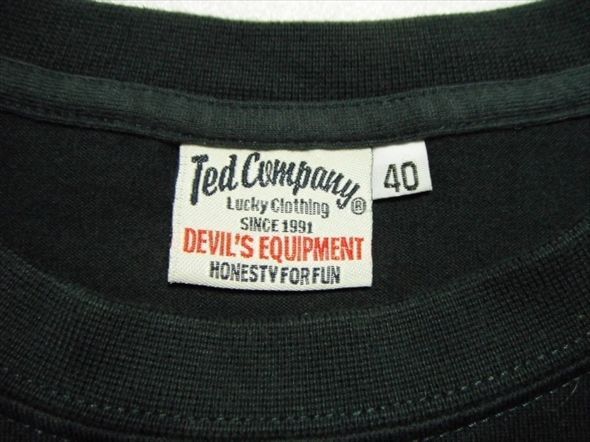 Ted Company®
Lucky Clothing
SINCE 1991
DEVIL'S EQUIPMENT
HONESTY FOR FUN
40